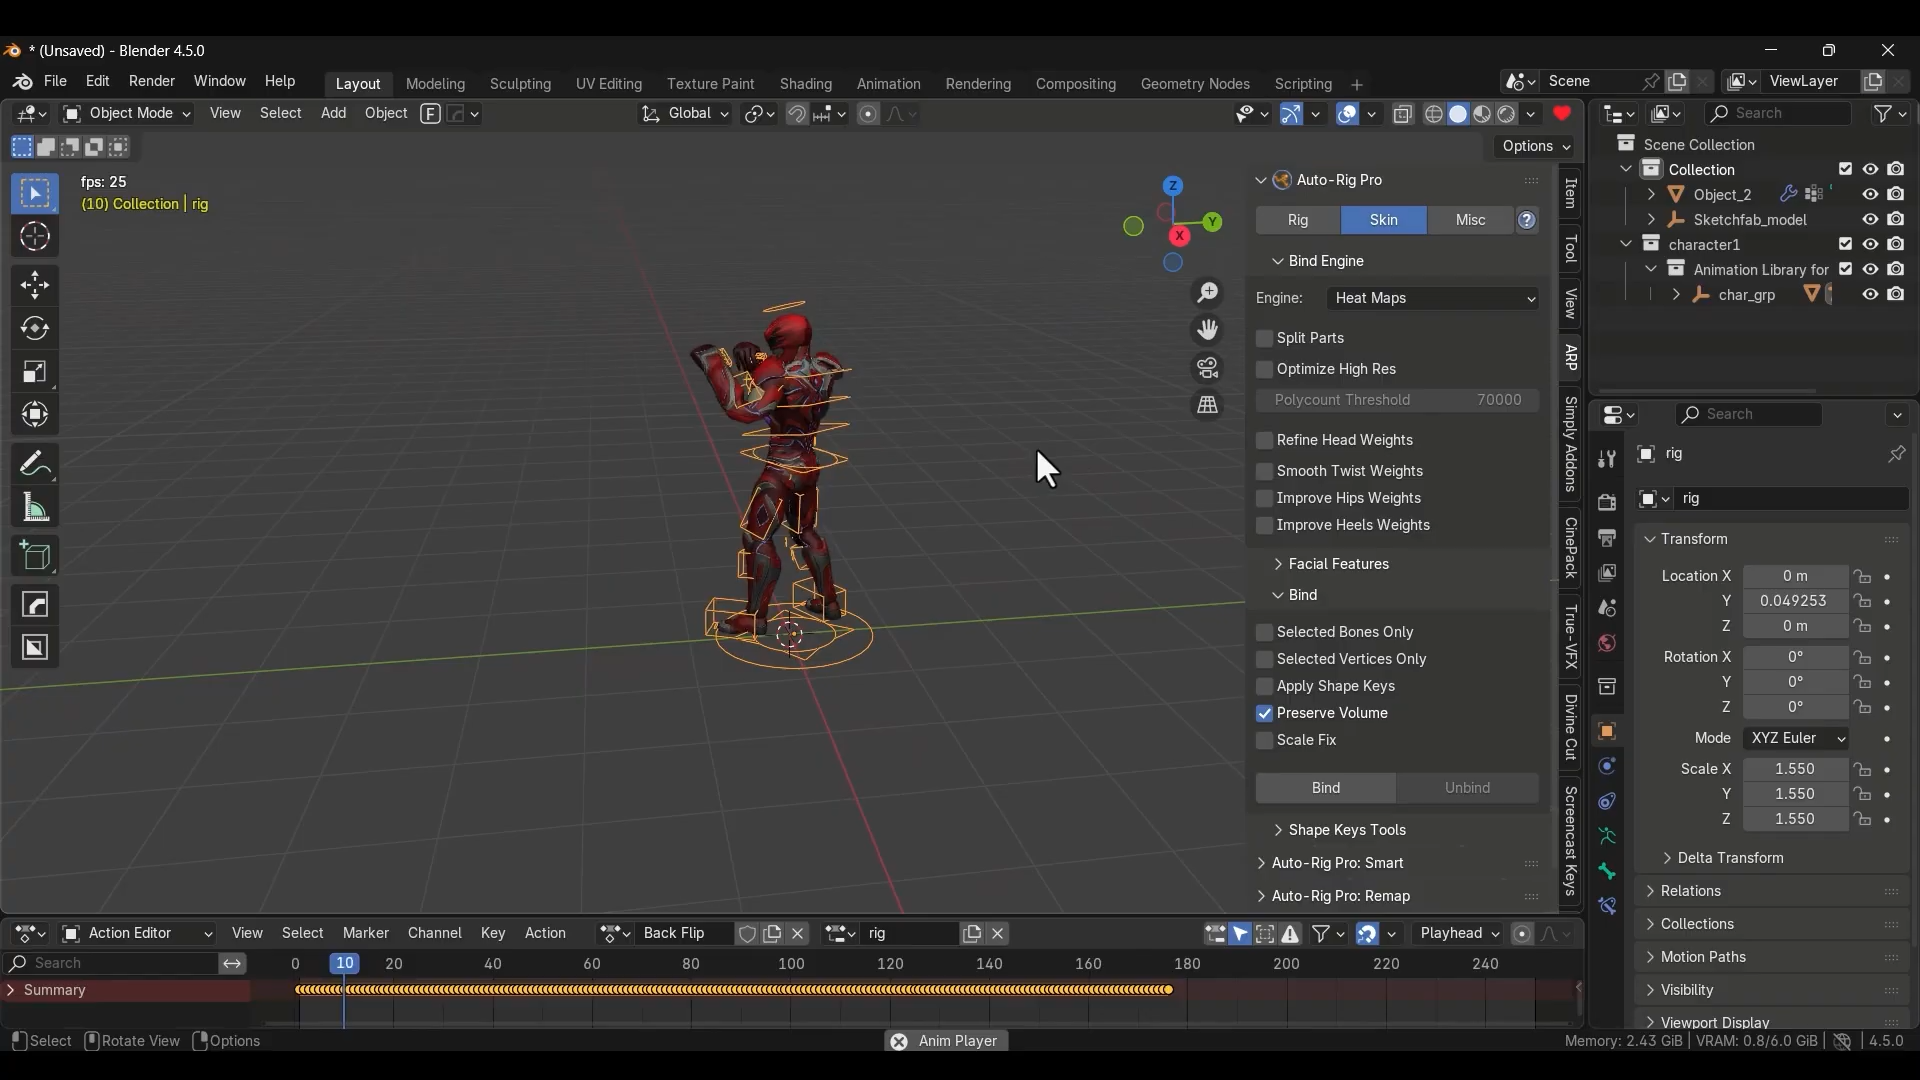 * (Unsaved) - Blender 4.5.0
File Edit Render Window Help
Layout Modeling Sculpting UV Editing Texture Paint Shading Animation Rendering Compositing Geometry Nodes Scripting +
Scene
ViewLayer
Object Mode View Select Add Object F
Global
Search
Options
fps: 25
(10) Collection | rig
Z
Y
X
Auto-Rig Pro
Rig Skin Misc ?
Bind Engine
Engine: Heat Maps
Split Parts
Optimize High Res
Polycount Threshold 70000
Refine Head Weights
Smooth Twist Weights
Improve Hips Weights
Improve Heels Weights
Facial Features
Bind
Selected Bones Only
Selected Vertices Only
Apply Shape Keys
Preserve Volume
Scale Fix
Bind Unbind
Shape Keys Tools
Auto-Rig Pro: Smart
Auto-Rig Pro: Remap
Item
Tool
View
ARP
Simply Addons
CinePack
True-VFX
Divine Cut
Screencast Keys
Scene Collection
Collection
Object_2
Sketchfab_model
character1
Animation Library for
char_grp
Search
rig
rig
Transform
Location X 0 m
Y 0.049253
Z 0 m
Rotation X 0°
Y 0°
Z 0°
Mode XYZ Euler
Scale X 1.550
Y 1.550
Z 1.550
Delta Transform
Relations
Collections
Motion Paths
Visibility
Viewport Display
Action Editor View Select Marker Channel Key Action Back Flip rig Playhead
Search
0 10 20 40 60 80 100 120 140 160 180 200 220 240
Summary
Select Rotate View Options Anim Player Memory: 2.43 GiB | VRAM: 0.8/6.0 GiB | 4.5.0